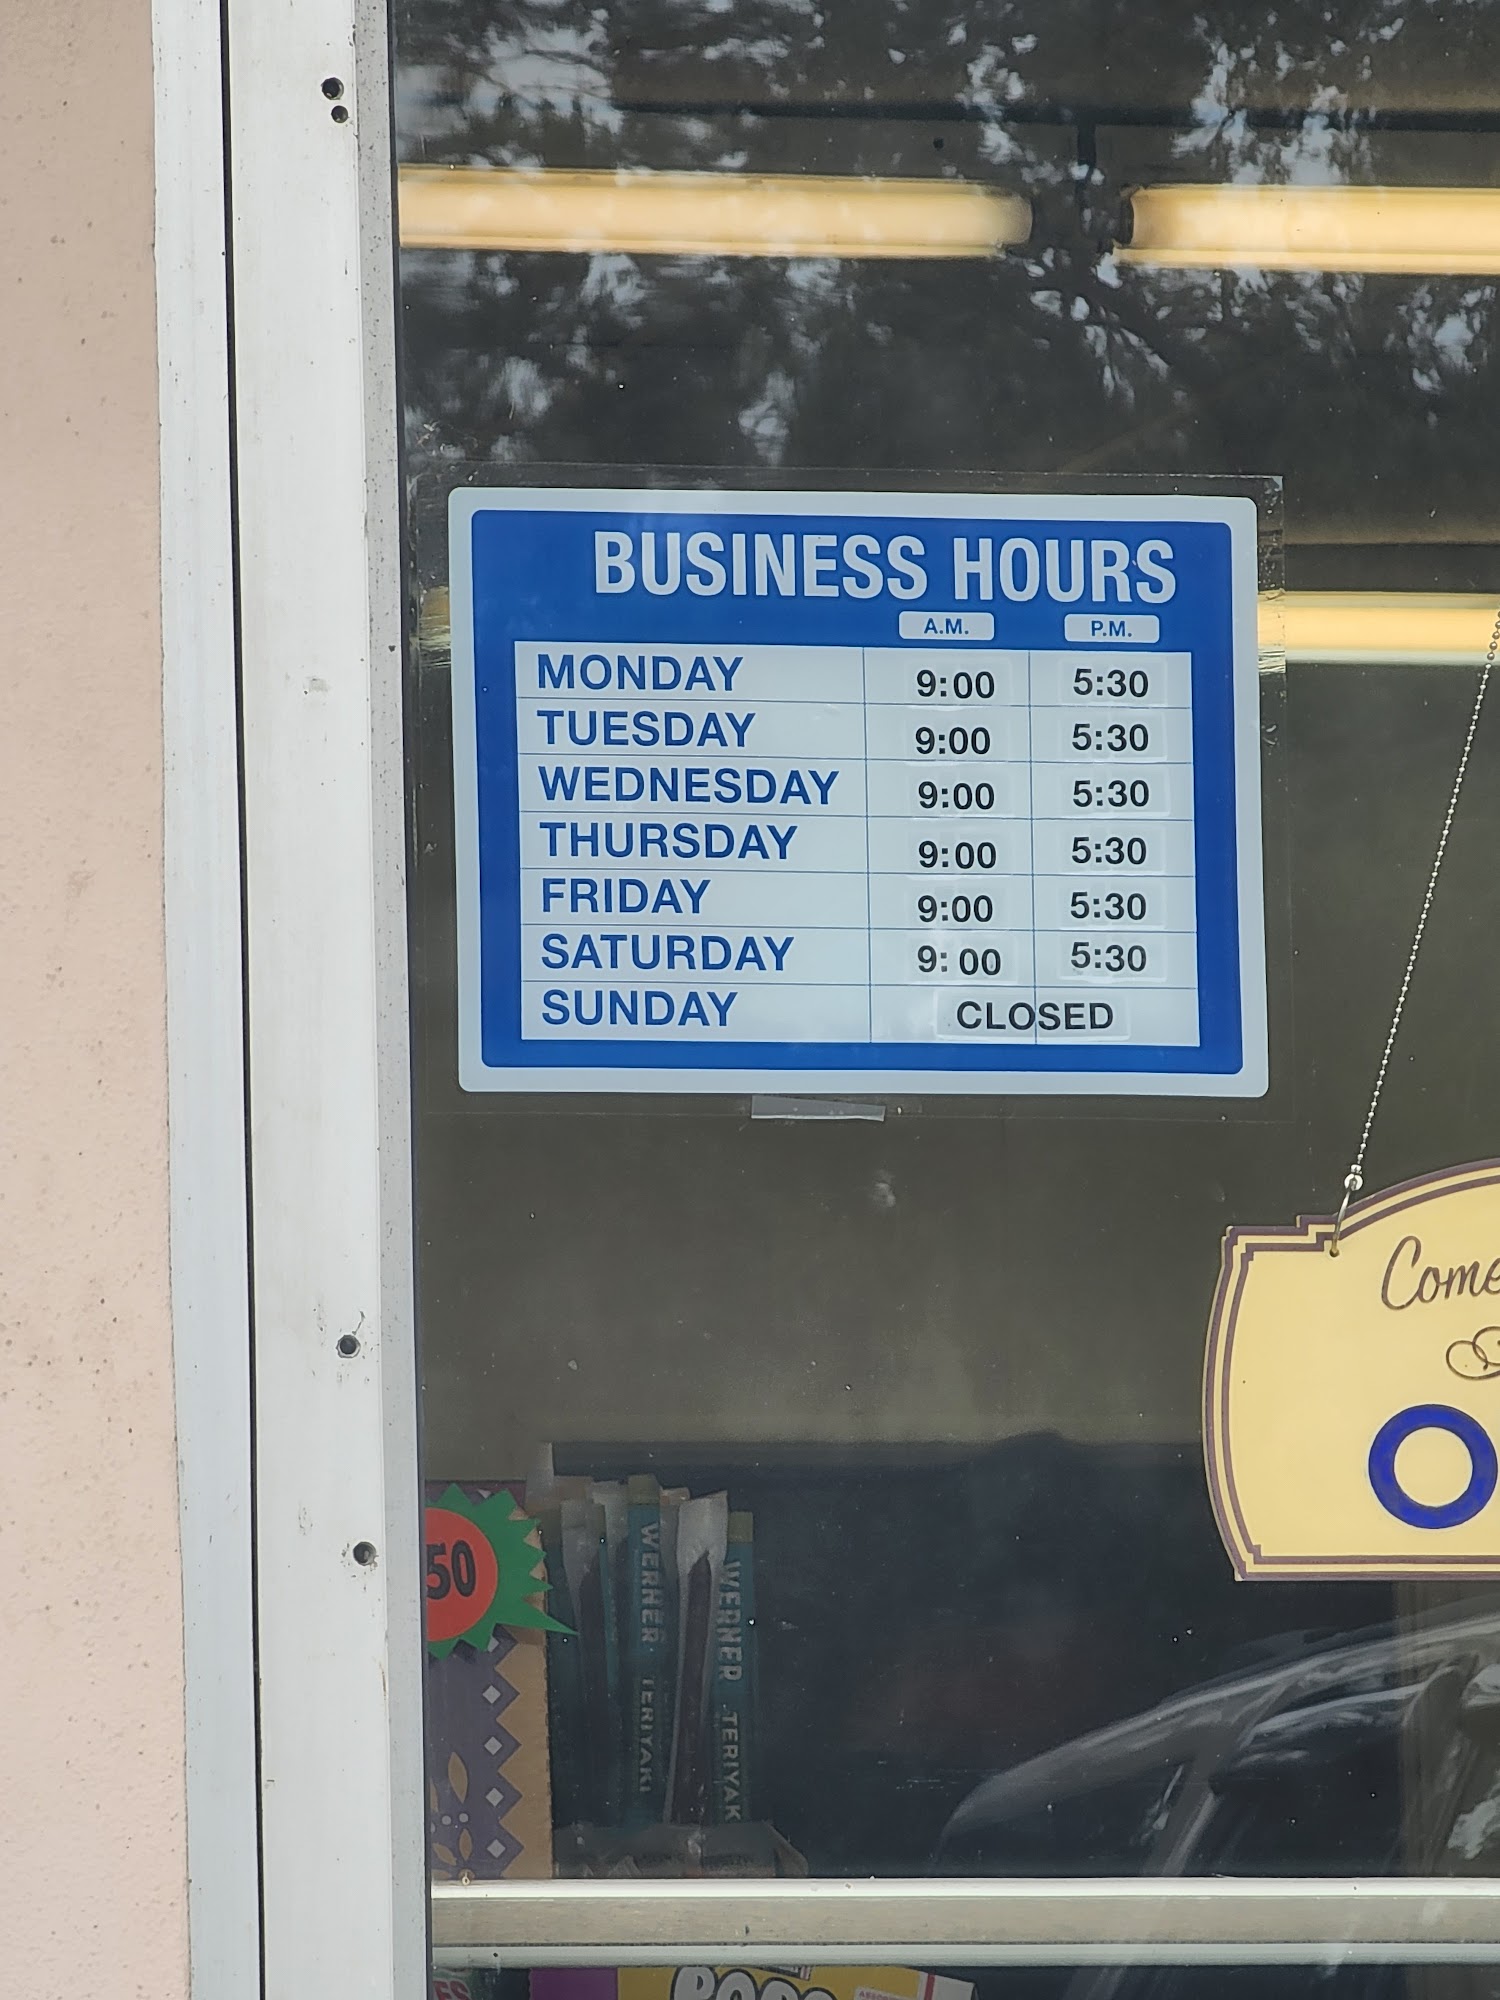 BUSINESS HOURS
A.M. P.M.
MONDAY 9:00 5:30
TUESDAY 9:00 5:30
WEDNESDAY 9:00 5:30
THURSDAY 9:00 5:30
FRIDAY 9:00 5:30
SATURDAY 9:00 5:30
SUNDAY CLOSED
Come
O
50
WERNER TERIYAKI
WERNER TERIYAK
POPS